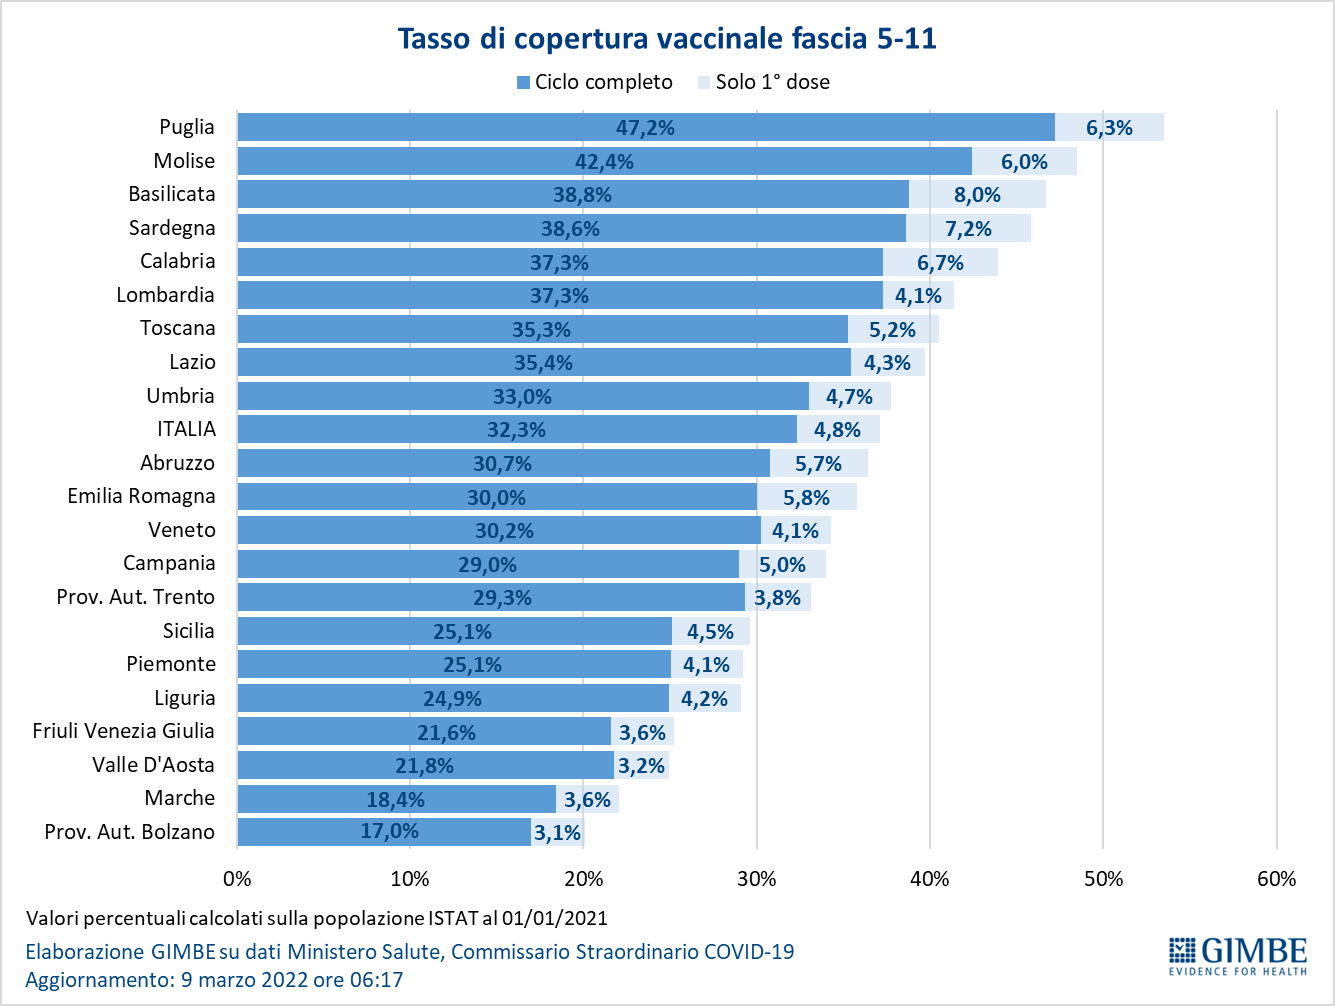 Tasso di copertura vaccinale fascia 5-11
Ciclo completo Solo 1° dose
Puglia 47,2% 6,3%
Molise 42,4% 6,0%
Basilicata 38,8% 8,0%
Sardegna 38,6% 7,2%
Calabria 37,3% 6,7%
Lombardia 37,3% 4,1%
Toscana 35,3% 5,2%
Lazio 35,4% 4,3%
Umbria 33,0% 4,7%
ITALIA 32,3% 4,8%
Abruzzo 30,7% 5,7%
Emilia Romagna 30,0% 5,8%
Veneto 30,2% 4,1%
Campania 29,0% 5,0%
Prov. Aut. Trento 29,3% 3,8%
Sicilia 25,1% 4,5%
Piemonte 25,1% 4,1%
Liguria 24,9% 4,2%
Friuli Venezia Giulia 21,6% 3,6%
Valle D'Aosta 21,8% 3,2%
Marche 18,4% 3,6%
Prov. Aut. Bolzano 17,0% 3,1%
0% 10% 20% 30% 40% 50% 60%
Valori percentuali calcolati sulla popolazione ISTAT al 01/01/2021
Elaborazione GIMBE su dati Ministero Salute, Commissario Straordinario COVID-19
Aggiornamento: 9 marzo 2022 ore 06:17
GIMBE
EVIDENCE FOR HEALTH